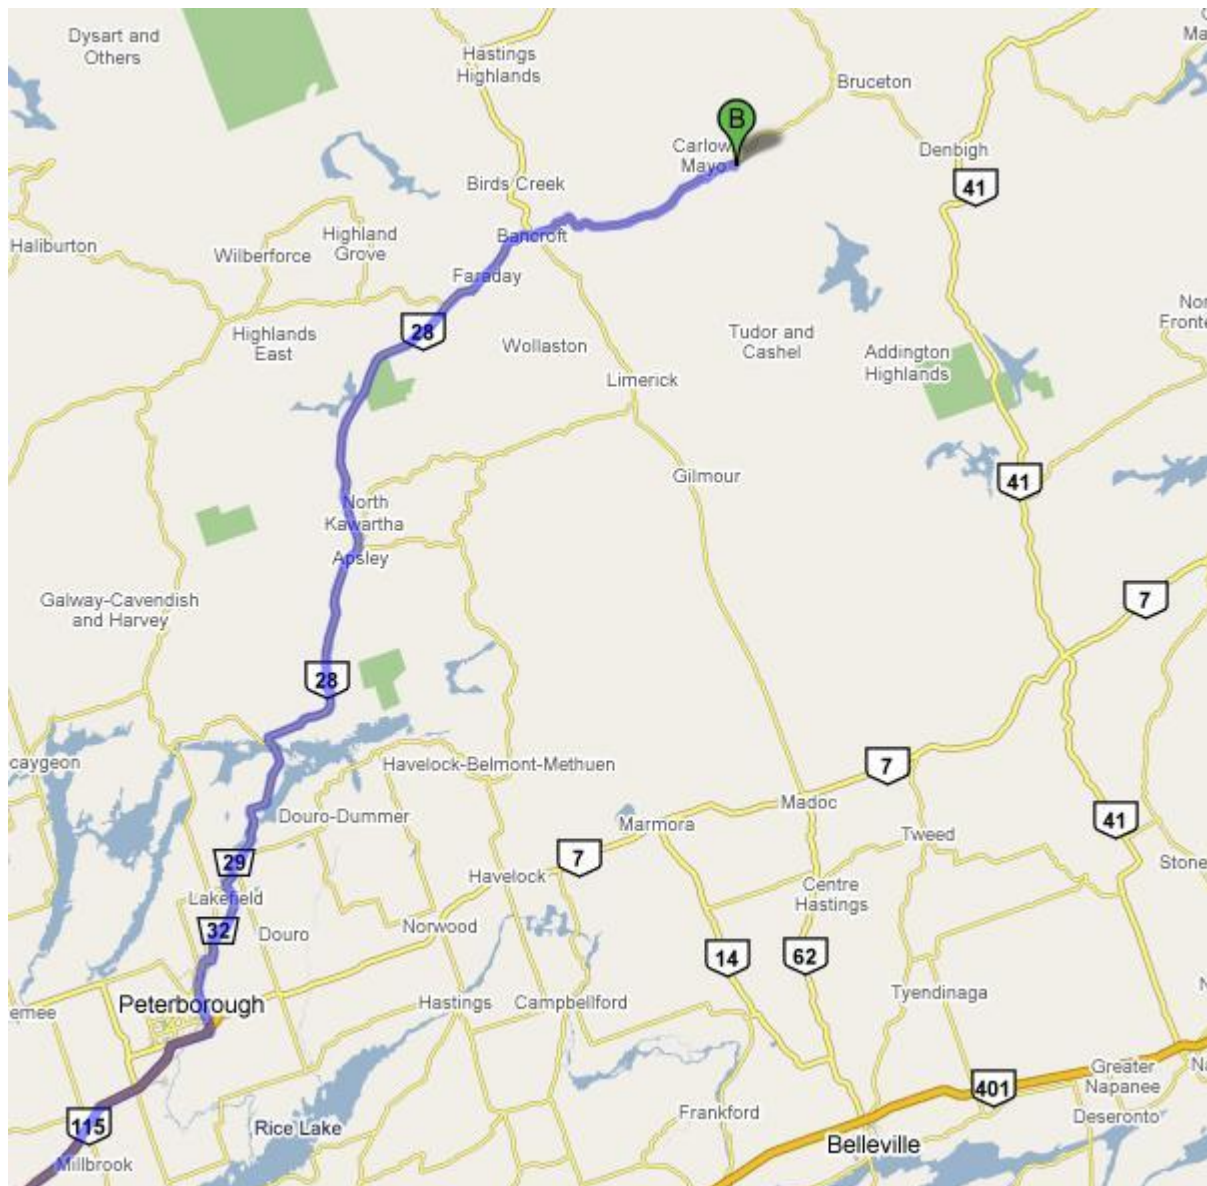 Dysart and
Others
Hastings
Highlands
Bruceton
B
Carlow
Mayo
Denbigh
41
Birds Creek
Haliburton
Highland
Grove
Wilberforce
Bancroft
Faraday
28
Highlands
East
Wollaston
Tudor and
Cashel
Addington
Highlands
Limerick
Gilmour
41
North
Kawartha
Apsley
Galway-Cavendish
and Harvey
7
28
caygeon
Havelock-Belmont-Methuen
7
Madoc
Douro-Dummer
Marmora
41
Tweed
29
7
Stone
Lakefield
Havelock
Centre
Hastings
32
Douro
Norwood
14
62
Peterborough
emee
Hastings
Campbellford
Tyendinaga
401
Greater
Napanee
Na
115
Rice Lake
Frankford
Deseronto
Belleville
Millbrook